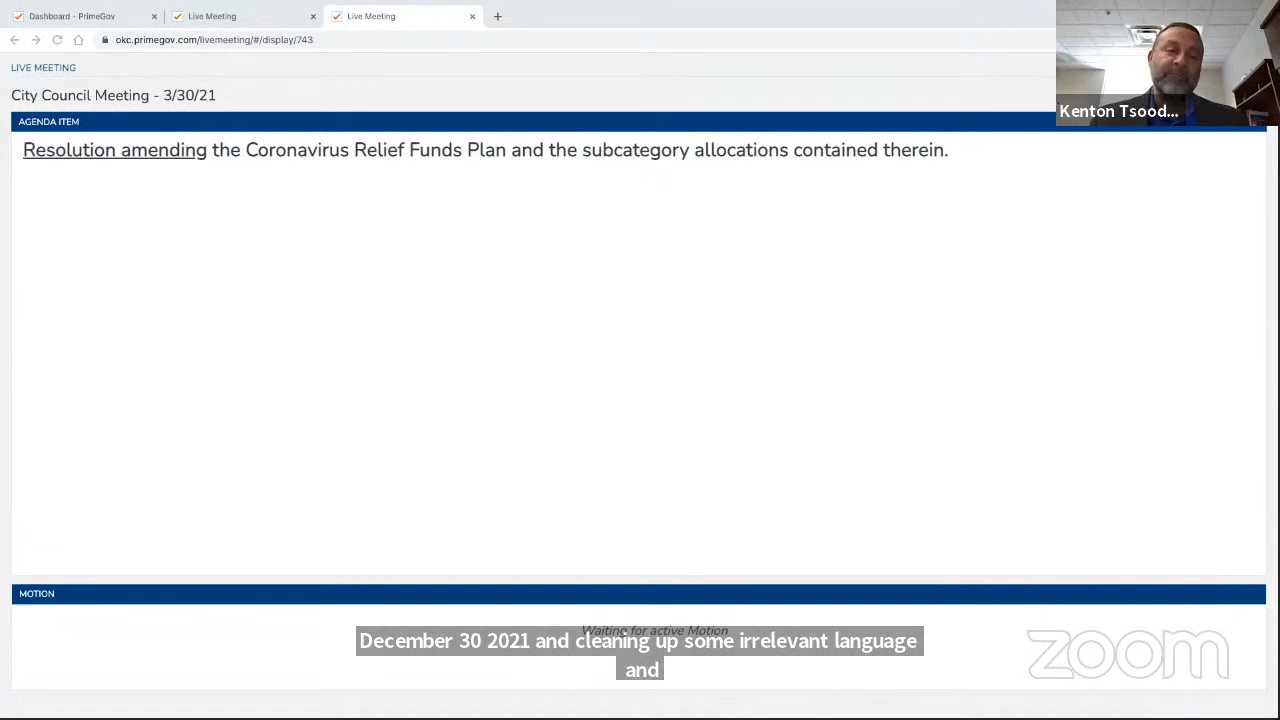 Dashboard - PrimeGov
Live Meeting
Live Meeting
okc.primegov.com/livemeeting/#/display/743
LIVE MEETING
City Council Meeting - 3/30/21
Kenton Tsood...
AGENDA ITEM
Resolution amending the Coronavirus Relief Funds Plan and the subcategory allocations contained therein.
MOTION
Waiting for active Motion
December 30 2021 and cleaning up some irrelevant language
and
zoom